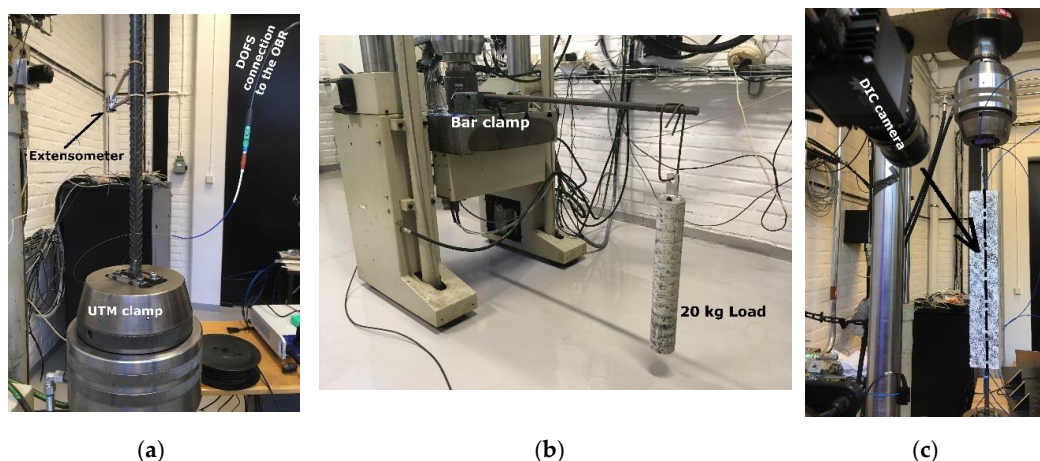 DOFS
connection
to the OBR
Extensometer
UTM clamp
Bar clamp
20 kg Load
DIC camera
(a)
(b)
(c)